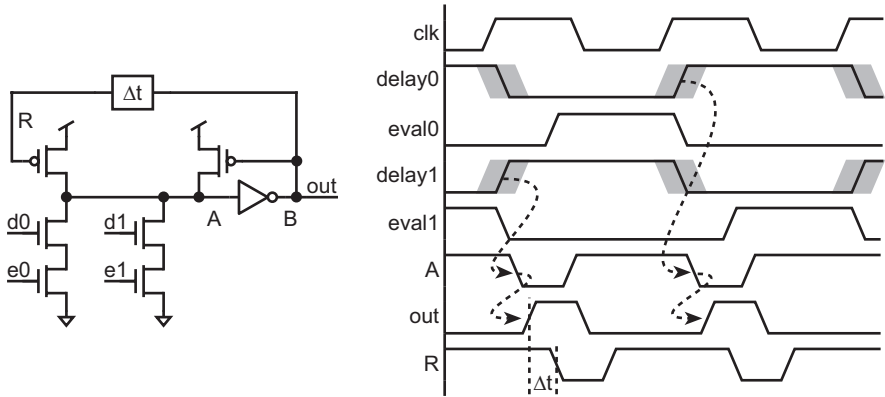 Δt
R
A
B
out
d0
d1
e0
e1
clk
delay0
eval0
delay1
eval1
A
out
R
Δt